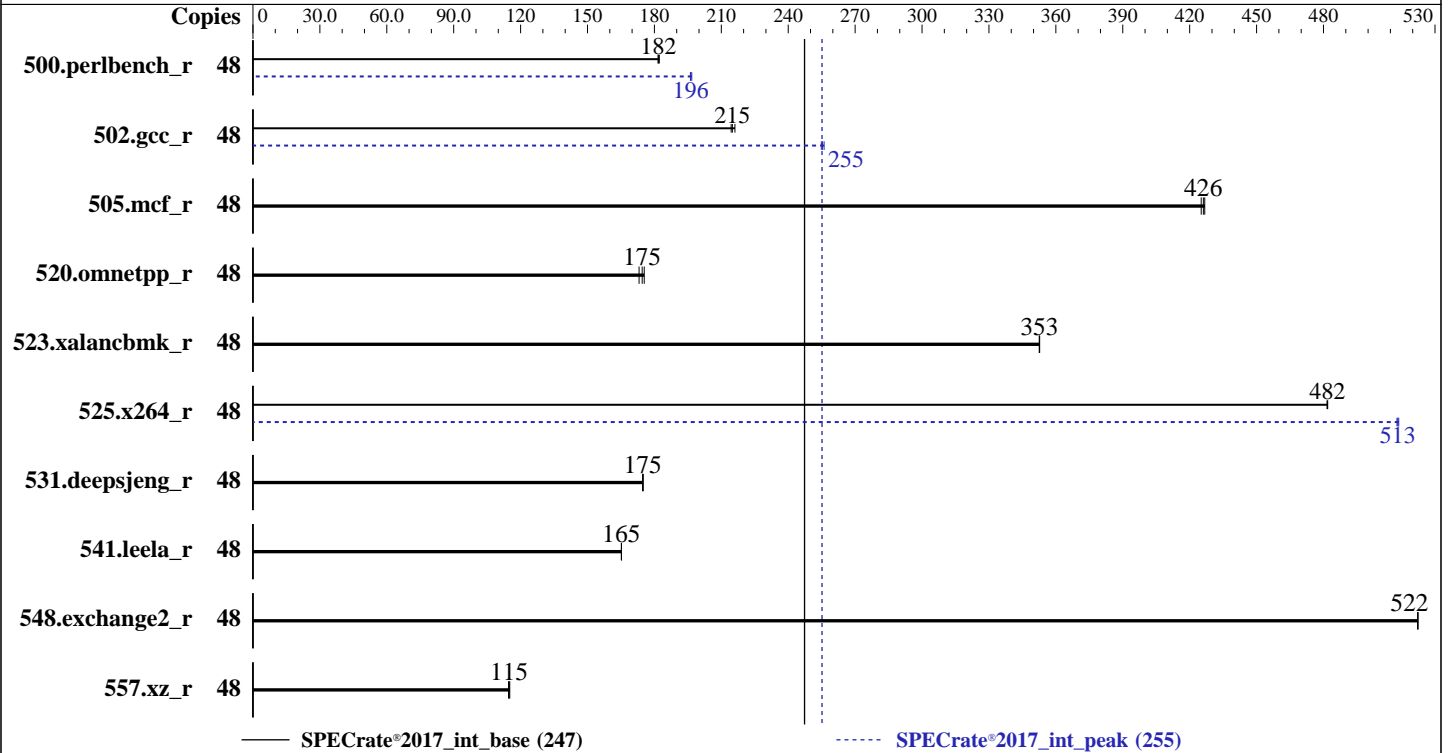 Copies 0 30.0 60.0 90.0 120 150 180 210 240 270 300 330 360 390 420 450 480 530
500.perlbench_r 48 182
196
502.gcc_r 48 215
255
505.mcf_r 48 426
520.omnetpp_r 48 175
523.xalancbmk_r 48 353
525.x264_r 48 482
513
531.deepsjeng_r 48 175
541.leela_r 48 165
548.exchange2_r 48 522
557.xz_r 48 115
SPECrate®2017_int_base (247) SPECrate®2017_int_peak (255)